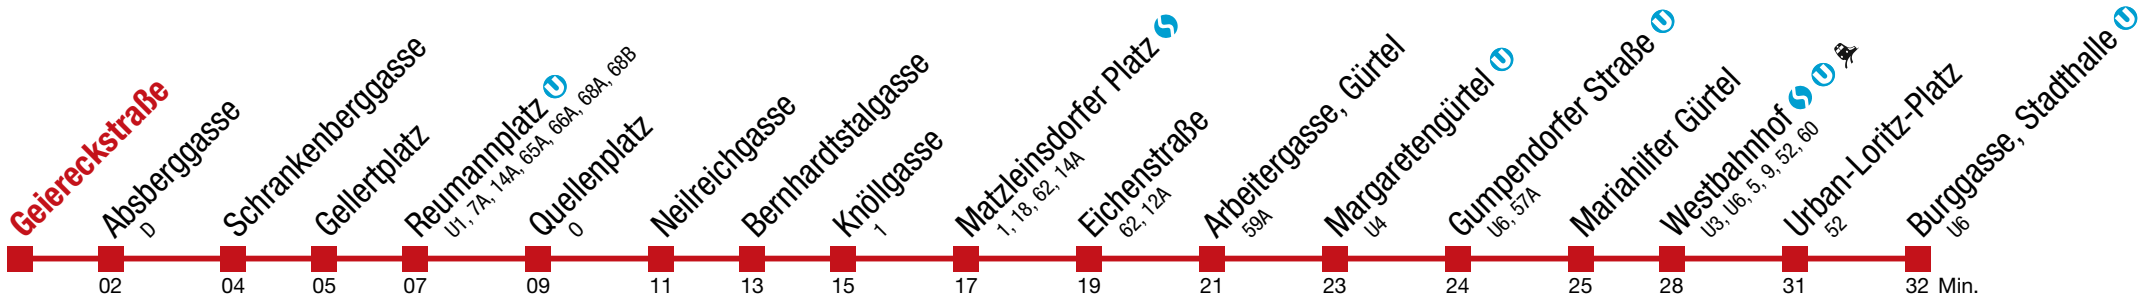 Geiereckstraße
Absberggasse
D
Schrankenberggasse
Gellertplatz
Reumannplatz
U1, 7A, 14A, 65A, 66A, 68A, 68B
Quellenplatz
O
Neilreichgasse
Bernhardtstalgasse
Knöllgasse
1
Matzleinsdorfer Platz
1, 18, 62, 14A
Eichenstraße
62, 12A
Arbeitergasse, Gürtel
59A
Margaretengürtel
U4
Gumpendorfer Straße
U6, 57A
Mariahilfer Gürtel
Westbahnhof
U3, U6, 5, 9, 52, 60
Urban-Loritz-Platz
52
Burggasse, Stadthalle
U6
02 04 05 07 09 11 13 15 17 19 21 23 24 25 28 31 32 Min.